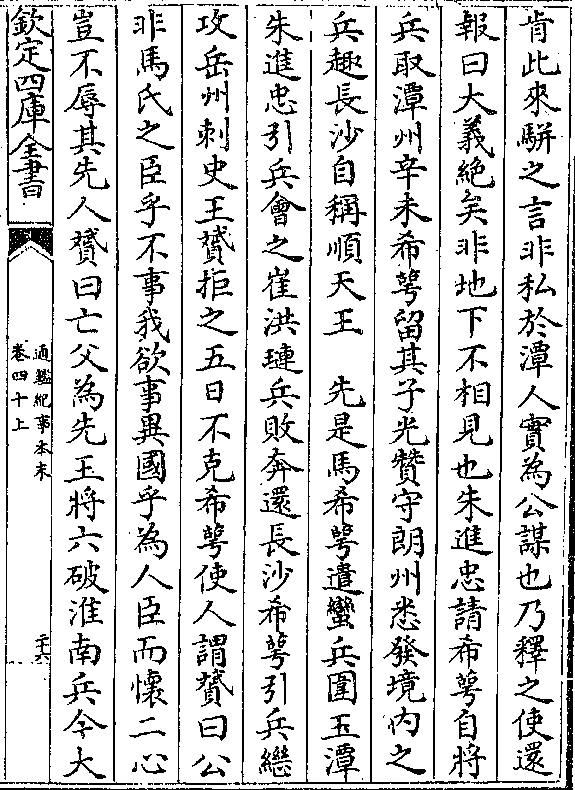 肯此來駢之言非私於潭人實為公謀也乃釋之使還
報曰大義絕矣非地下不相見也朱進忠請希萼自將
兵取潭州辛未希萼留其子光贊守朗州悉發境内之
兵趣長沙自稱順天王　先是馬希萼遣蠻兵圍玉潭
朱進忠引兵會之崔洪璉兵敗奔還長沙希萼引兵繼
攻岳州刺史王贇拒之五日不克希萼使人謂贇曰公
非馬氏之臣乎不事我欲事異國乎為人臣而懷二心
豈不辱其先人贇曰亡父為先王將六破淮南兵今大
欽定四庫全書
通鑑紀事本末
卷四十上
二十六